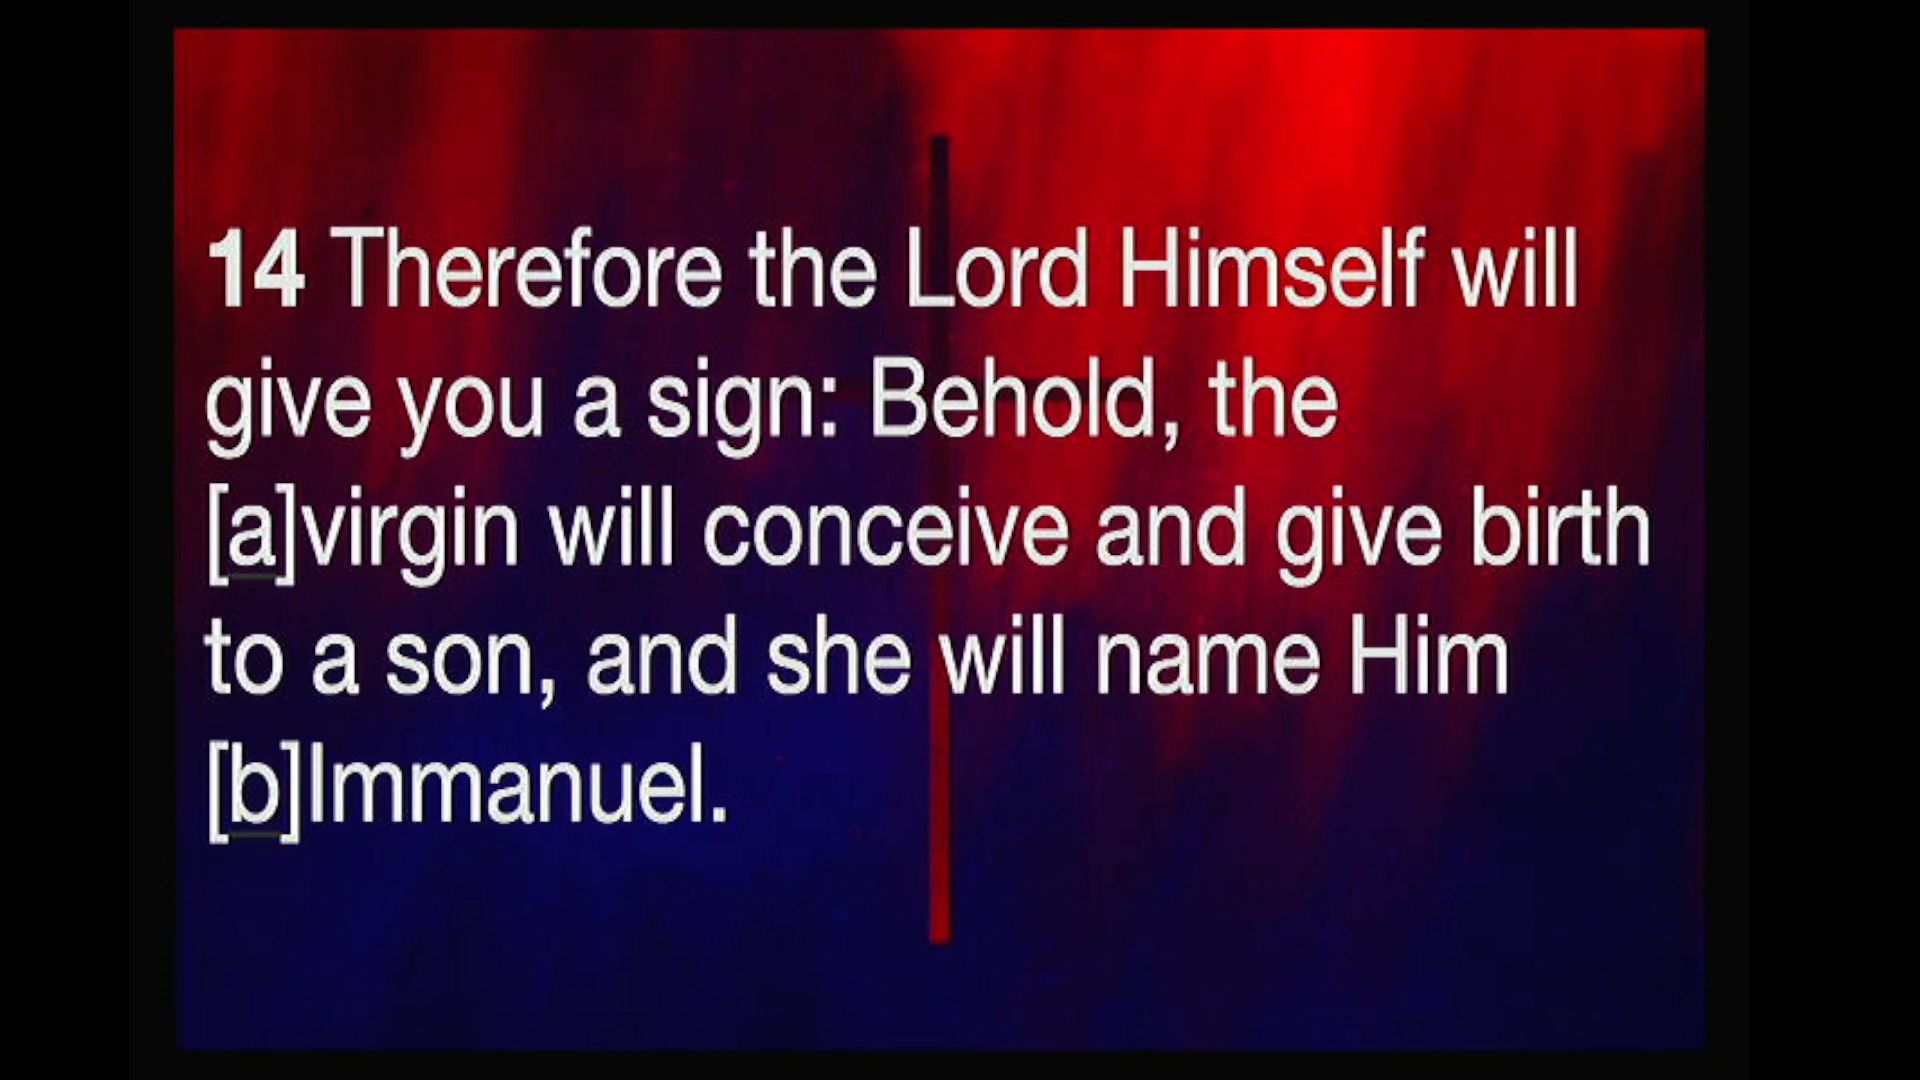 14 Therefore the Lord Himself will
give you a sign: Behold, the
[a]virgin will conceive and give birth
to a son, and she will name Him
[b]Immanuel.